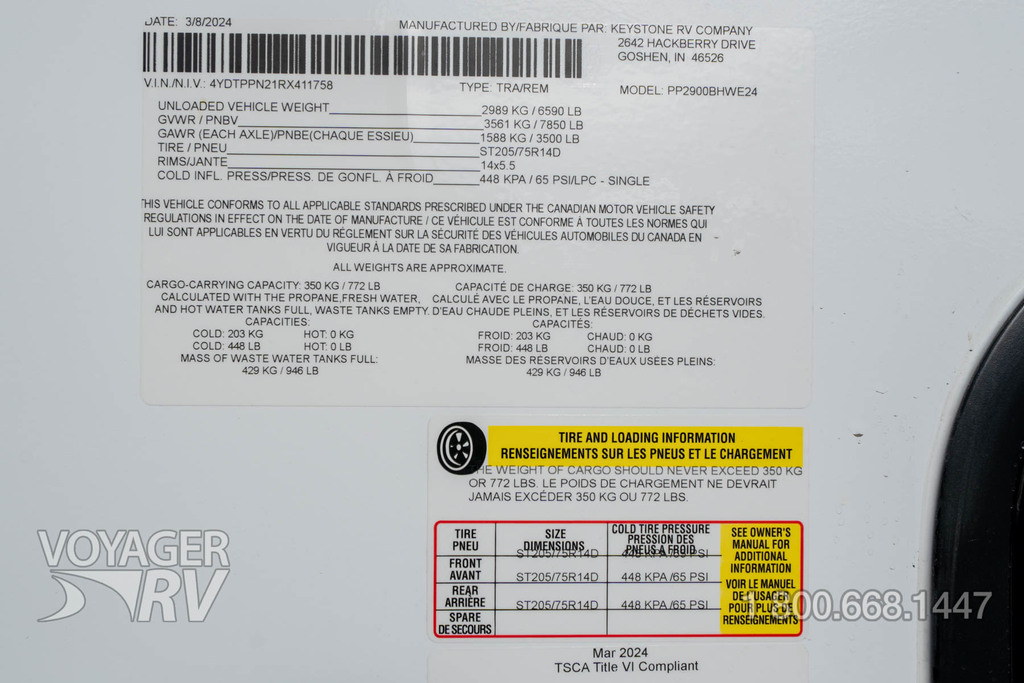 DATE: 3/8/2024
MANUFACTURED BY/FABRIQUE PAR: KEYSTONE RV COMPANY
2642 HACKBERRY DRIVE
GOSHEN, IN 46526
V.I.N./N.I.V.: 4YDTPPN21RX411758 TYPE: TRA/REM MODEL: PP2900BHWE24
UNLOADED VEHICLE WEIGHT 2989 KG / 6590 LB
GVWR / PNBV 3561 KG / 7850 LB
GAWR (EACH AXLE)/PNBE(CHAQUE ESSIEU) 1588 KG / 3500 LB
TIRE / PNEU ST205/75R14D
RIMS/JANTE 14x5.5
COLD INFL. PRESS/PRESS. DE GONFL. À FROID 448 KPA / 65 PSI/LPC - SINGLE
THIS VEHICLE CONFORMS TO ALL APPLICABLE STANDARDS PRESCRIBED UNDER THE CANADIAN MOTOR VEHICLE SAFETY
REGULATIONS IN EFFECT ON THE DATE OF MANUFACTURE / CE VÉHICULE EST CONFORME À TOUTES LES NORMES QUI
LUI SONT APPLICABLES EN VERTU DU RÉGLEMENT SUR LA SÉCURITÉ DES VÉHICULES AUTOMOBILES DU CANADA EN
VIGUEUR À LA DATE DE SA FABRICATION.
ALL WEIGHTS ARE APPROXIMATE.
CARGO-CARRYING CAPACITY: 350 KG / 772 LB
CALCULATED WITH THE PROPANE,FRESH WATER,
AND HOT WATER TANKS FULL, WASTE TANKS EMPTY.
CAPACITIES:
COLD: 203 KG HOT: 0 KG
COLD: 448 LB HOT: 0 LB
MASS OF WASTE WATER TANKS FULL:
429 KG / 946 LB
CAPACITÉ DE CHARGE: 350 KG / 772 LB
CALCULÉ AVEC LE PROPANE, L'EAU DOUCE, ET LES RÉSERVOIRS
D'EAU CHAUDE PLEINS, ET LES RÉSERVOIRS DE DÉCHETS VIDES.
CAPACITÉS:
FROID: 203 KG CHAUD: 0 KG
FROID: 448 LB CHAUD: 0 LB
MASSE DES RÉSERVOIRS D'EAUX USÉES PLEINS:
429 KG / 946 LB
TIRE AND LOADING INFORMATION
RENSEIGNEMENTS SUR LES PNEUS ET LE CHARGEMENT
THE WEIGHT OF CARGO SHOULD NEVER EXCEED 350 KG
OR 772 LBS. LE POIDS DE CHARGEMENT NE DEVRAIT
JAMAIS EXCÉDER 350 KG OU 772 LBS.
TIRE
PNEU
SIZE
DIMENSIONS
COLD TIRE PRESSURE
PRESSION DES
PNEUS A FROID
ST205/75R14D 448 KPA /65 PSI
FRONT
AVANT
ST205/75R14D 448 KPA /65 PSI
REAR
ARRIÈRE
ST205/75R14D 448 KPA /65 PSI
SPARE
DE SECOURS
SEE OWNER'S
MANUAL FOR
ADDITIONAL
INFORMATION
VOIR LE MANUEL
DE L'USAGER
POUR PLUS DE
RENSEIGNEMENTS
Mar 2024
TSCA Title VI Compliant
VOYAGER
RV
1.800.668.1447